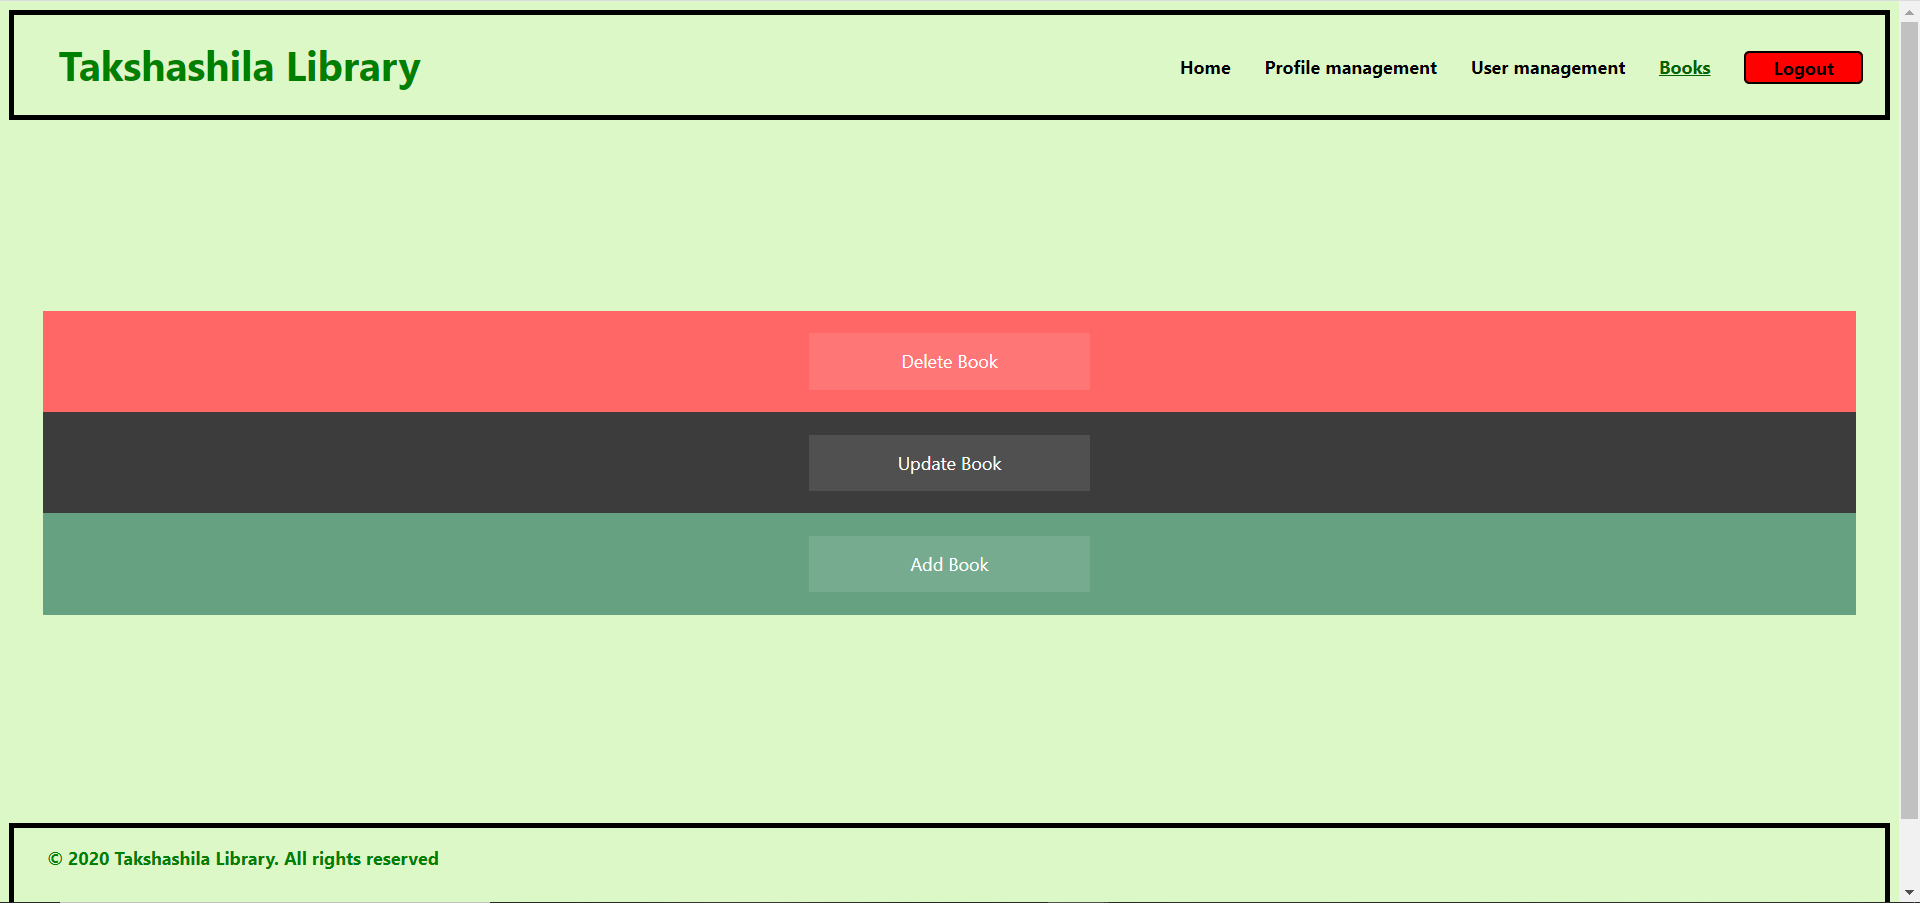 Takshashila Library
Home Profile management User management Books Logout
Delete Book
Update Book
Add Book
© 2020 Takshashila Library. All rights reserved